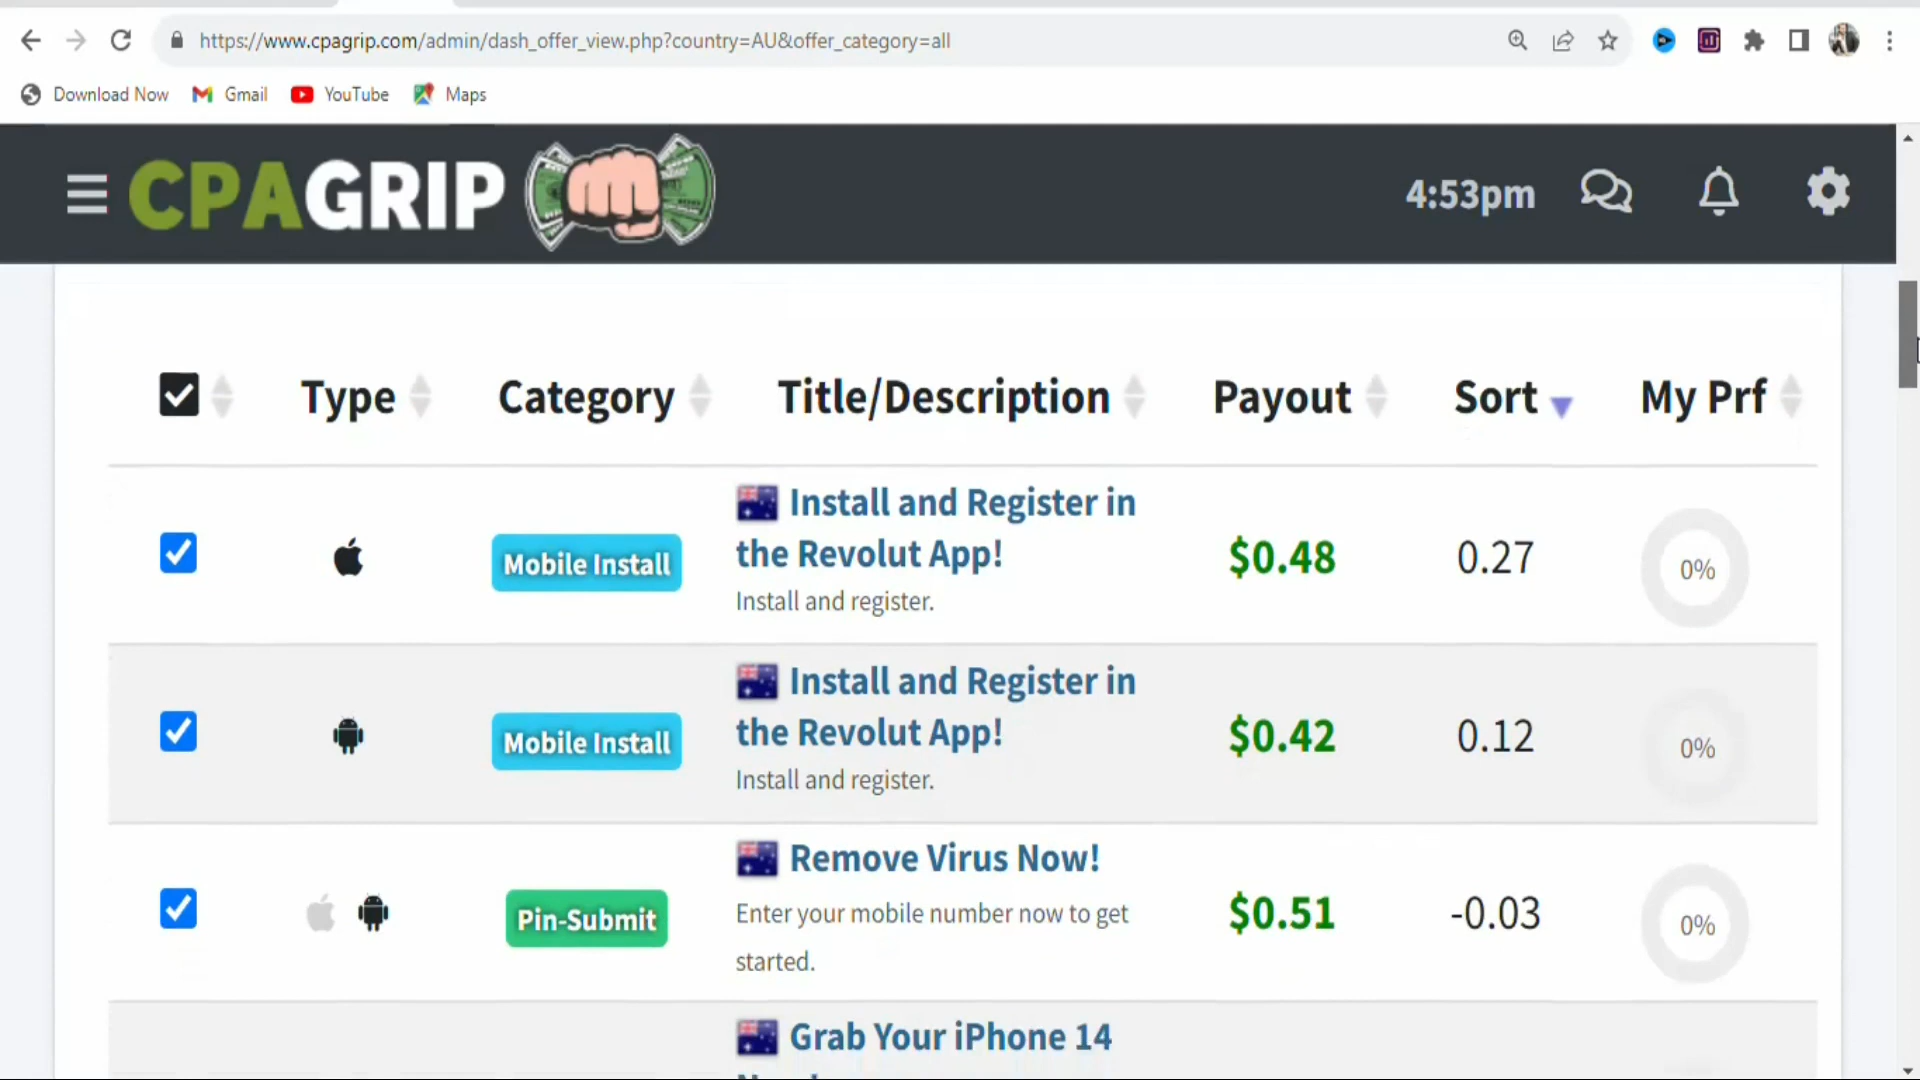 https://www.cpagrip.com/admin/dash_offer_view.php?country=AU&offer_category=all
Download Now Gmail YouTube Maps
CPAGRIP 4:53pm
Type Category Title/Description Payout Sort My Prf
Install and Register in
the Revolut App!
Install and register.
Mobile Install $0.48 0.27 0%
Install and Register in
the Revolut App!
Install and register.
Mobile Install $0.42 0.12 0%
Remove Virus Now!
Enter your mobile number now to get
started.
Pin-Submit $0.51 -0.03 0%
Grab Your iPhone 14